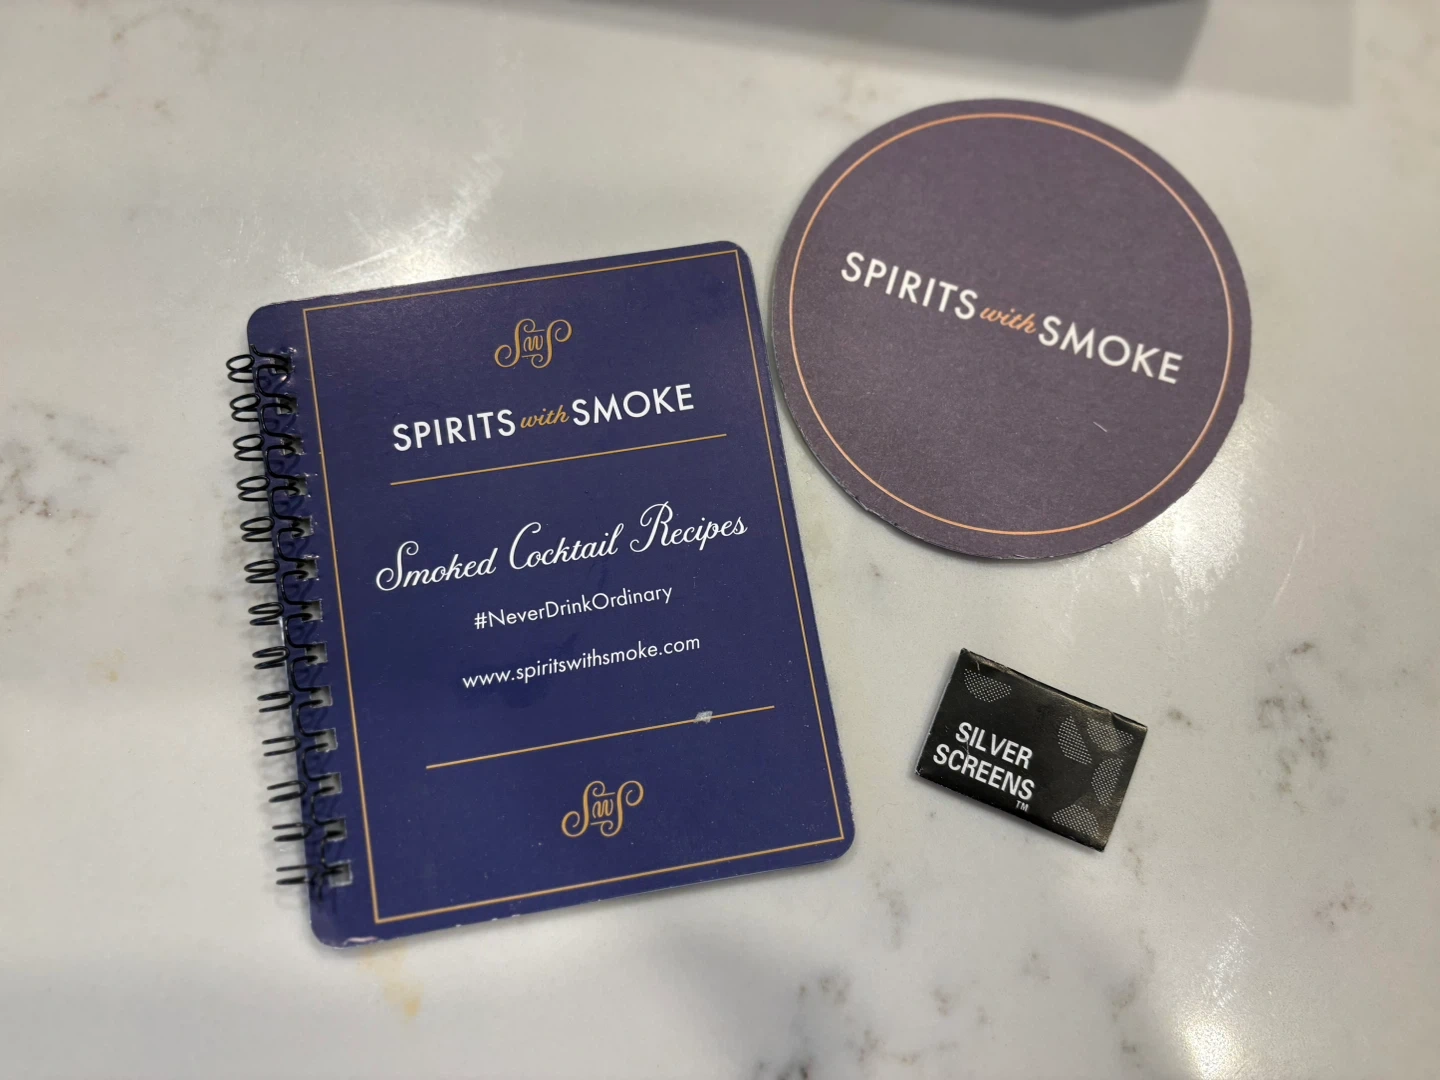 SwS
SPIRITS with SMOKE
Smoked Cocktail Recipes
#NeverDrinkOrdinary
www.spiritswithsmoke.com
SwS
SPIRITS with SMOKE
SILVER
SCREENS
TM